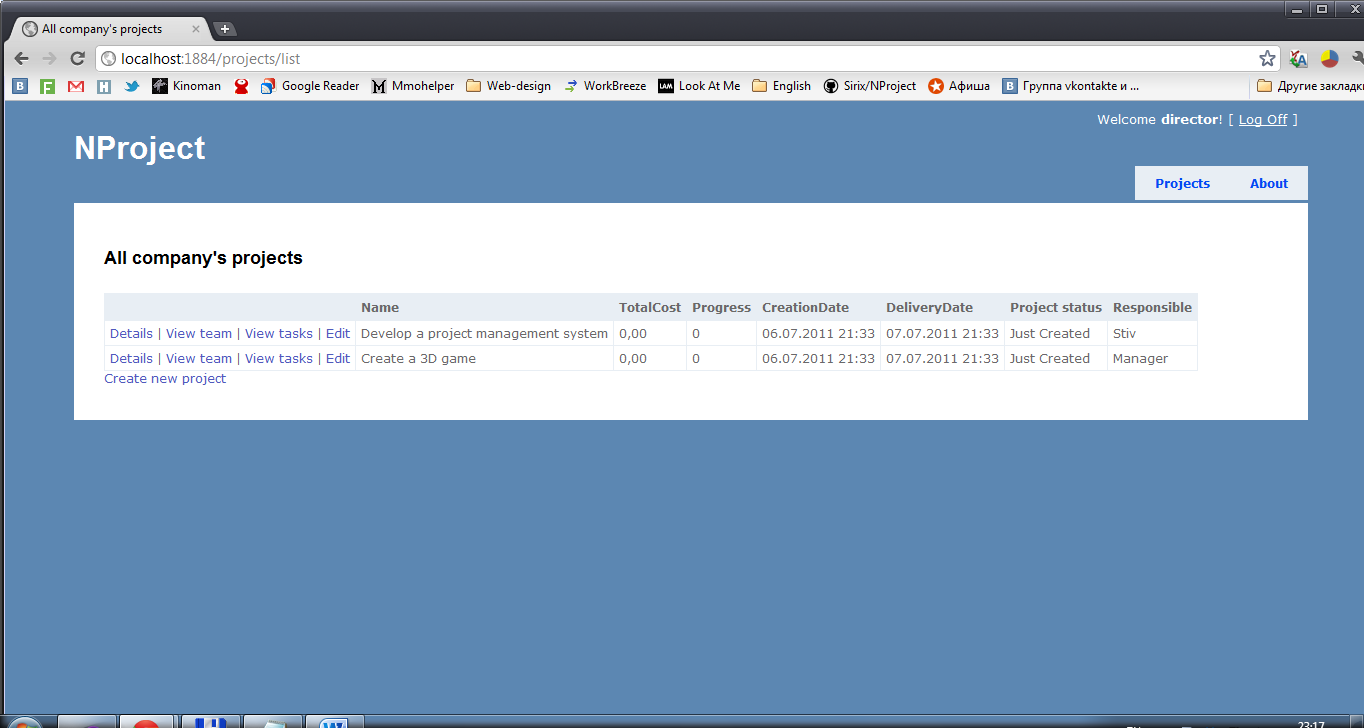 All company's projects
localhost:1884/projects/list
Kinoman Google Reader Mmohelper Web-design WorkBreeze Look At Me English Sirix/NProject Афиша Группа vkontakte и ... Другие закладки
Welcome director! [ Log Off ]
NProject
Projects About
All company's projects
Name TotalCost Progress CreationDate DeliveryDate Project status Responsible
Details | View team | View tasks | Edit Develop a project management system 0,00 0 06.07.2011 21:33 07.07.2011 21:33 Just Created Stiv
Details | View team | View tasks | Edit Create a 3D game 0,00 0 06.07.2011 21:33 07.07.2011 21:33 Just Created Manager
Create new project
23:17